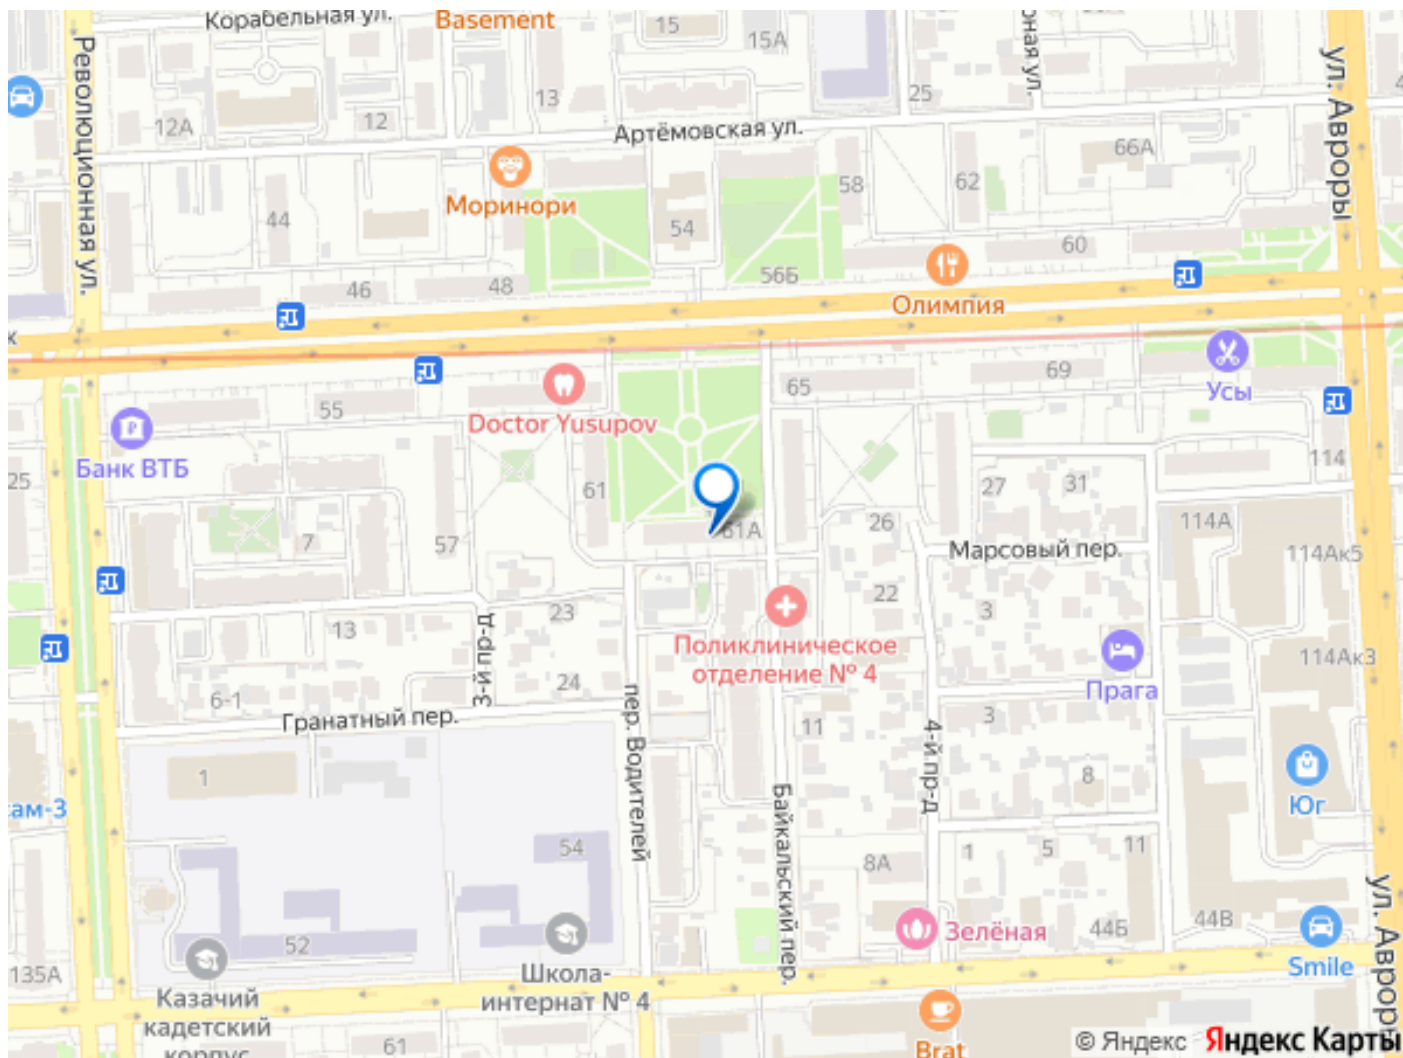 Корабельная ул.
Basement
15
15А
Революционная ул.
ул. Авроры
12А
12
13
25
Артёмовская ул.
66А
Моринори
44
54
58
62
60
46
48
56Б
Олимпия
55
Doctor Yusupov
65
69
Усы
Банк ВТБ
25
61
57
7
61А
26
27
31
114
114А
114Ак5
Марсовый пер.
13
3-й пр-д
23
22
3
Поликлиническое
отделение № 4
Прага
114Ак3
6-1
24
Гранатный пер.
пер. Водителей
11
4-й пр-д
3
1
8
Юг
сам-3
Байкальский пер.
54
8А
1
5
11
52
Зелёная
44Б
44В
ул. Авроры
Smile
135А
Казачий
кадетский
корпус
Школа-
интернат № 4
61
Brat
© Яндекс Яндекс Карты